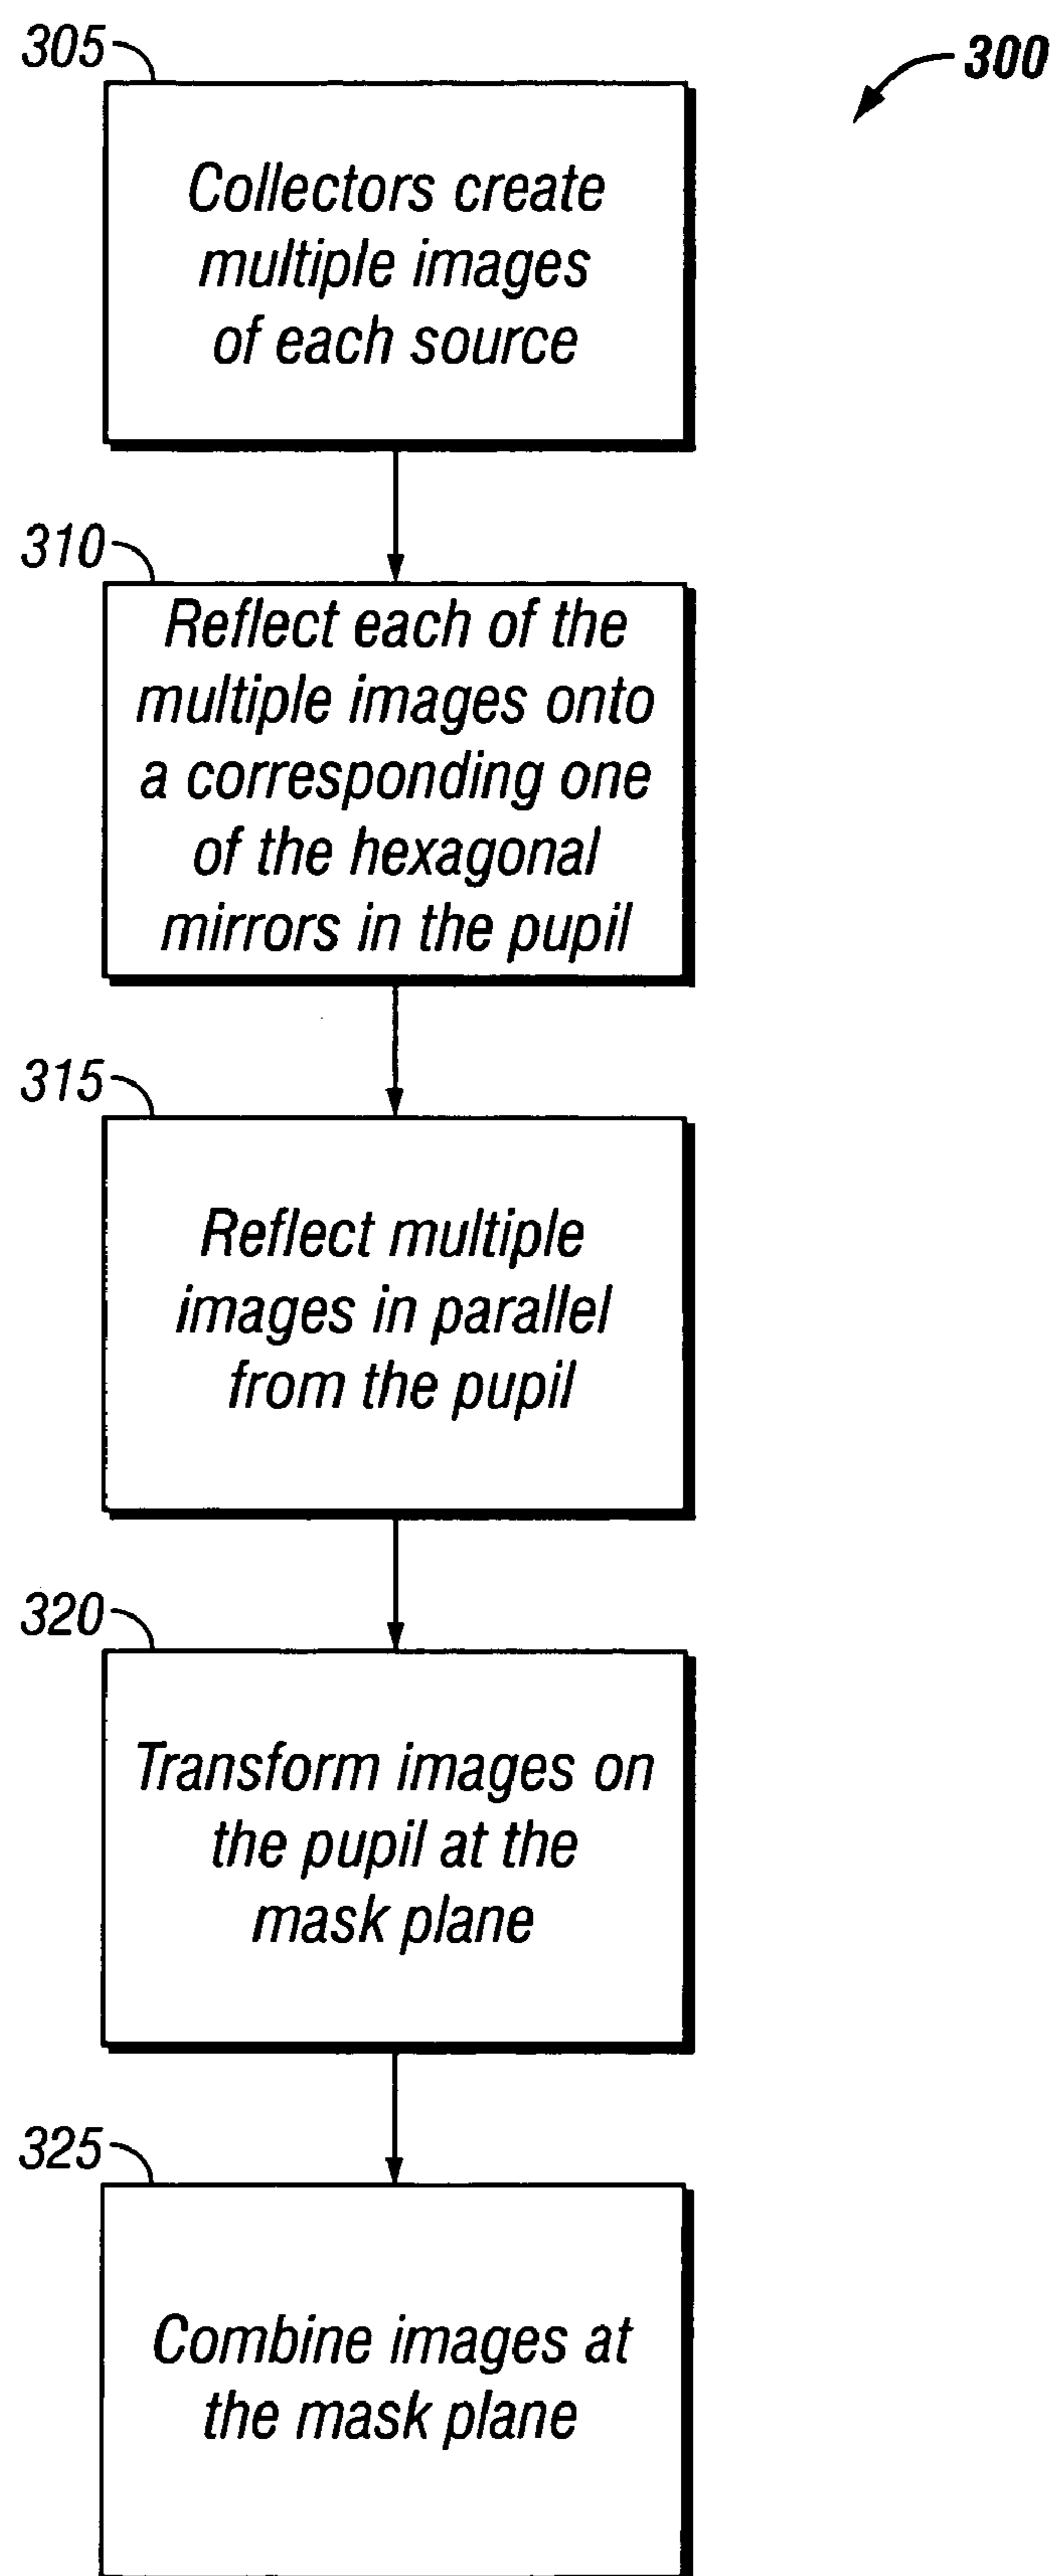 305
300
Collectors create
multiple images
of each source
310
Reflect each of the
multiple images onto
a corresponding one
of the hexagonal
mirrors in the pupil
315
Reflect multiple
images in parallel
from the pupil
320
Transform images on
the pupil at the
mask plane
325
Combine images at
the mask plane